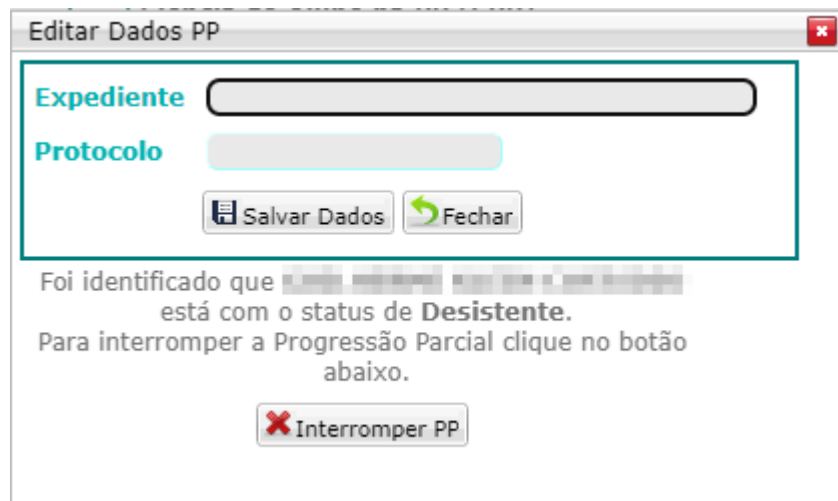 Editar Dados PP
Expediente
Protocolo
Salvar Dados Fechar
Foi identificado que
está com o status de Desistente.
Para interromper a Progressão Parcial clique no botão
abaixo.
Interromper PP